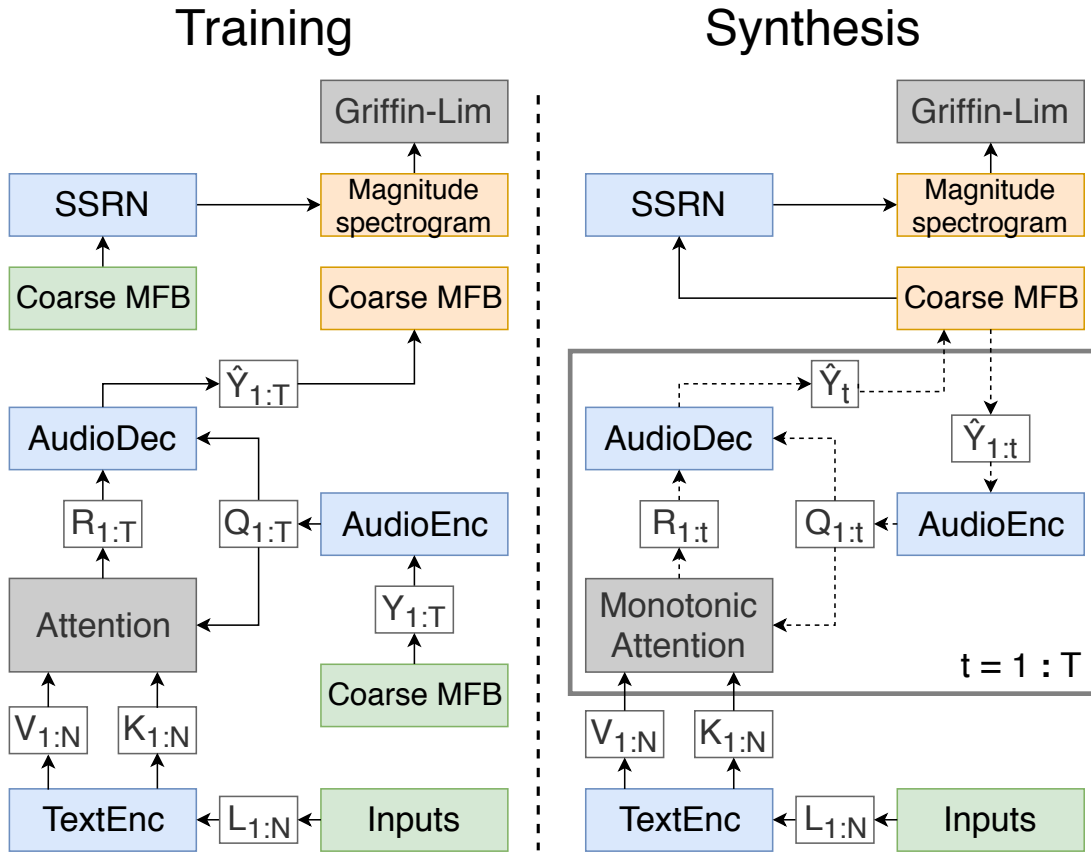 Training
Griffin-Lim
SSRN
Magnitude
spectrogram
Coarse MFB
Coarse MFB
Ŷ1:T
AudioDec
R1:T
Q1:T
AudioEnc
Attention
Y1:T
Coarse MFB
V1:N
K1:N
TextEnc
L1:N
Inputs
Synthesis
Griffin-Lim
SSRN
Magnitude
spectrogram
Coarse MFB
Ŷt
AudioDec
Ŷ1:t
R1:t
Q1:t
AudioEnc
Monotonic
Attention
t = 1 : T
V1:N
K1:N
TextEnc
L1:N
Inputs